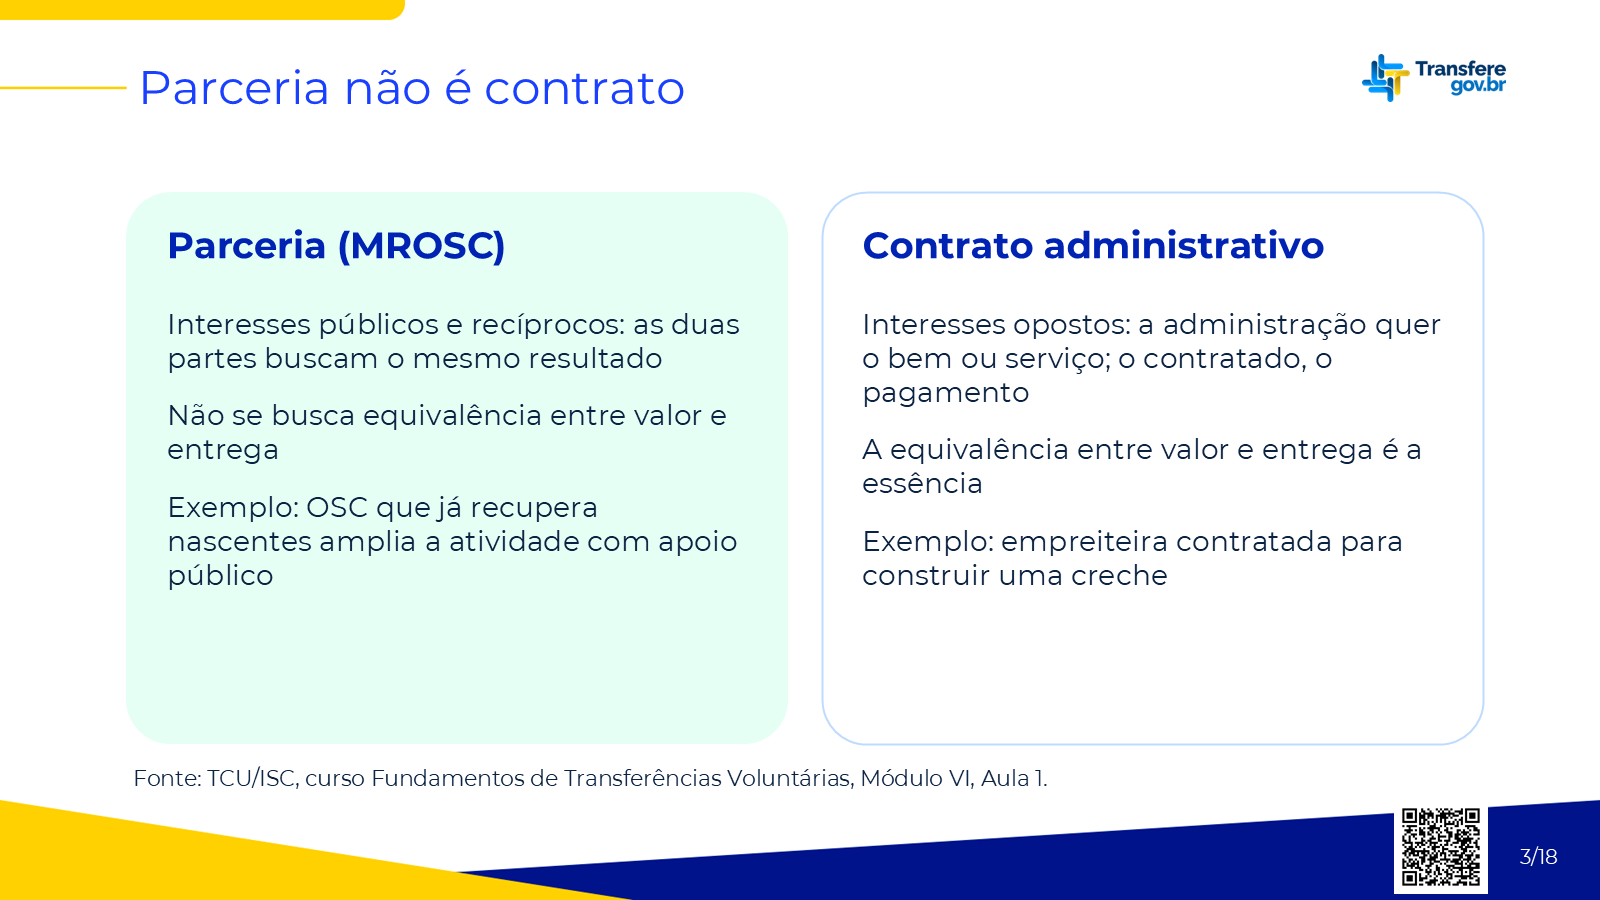 Parceria não é contrato
Transfere
gov.br
Parceria (MROSC)
Interesses públicos e recíprocos: as duas
partes buscam o mesmo resultado
Não se busca equivalência entre valor e
entrega
Exemplo: OSC que já recupera
nascentes amplia a atividade com apoio
público
Contrato administrativo
Interesses opostos: a administração quer
o bem ou serviço; o contratado, o
pagamento
A equivalência entre valor e entrega é a
essência
Exemplo: empreiteira contratada para
construir uma creche
Fonte: TCU/ISC, curso Fundamentos de Transferências Voluntárias, Módulo VI, Aula 1.
3/18